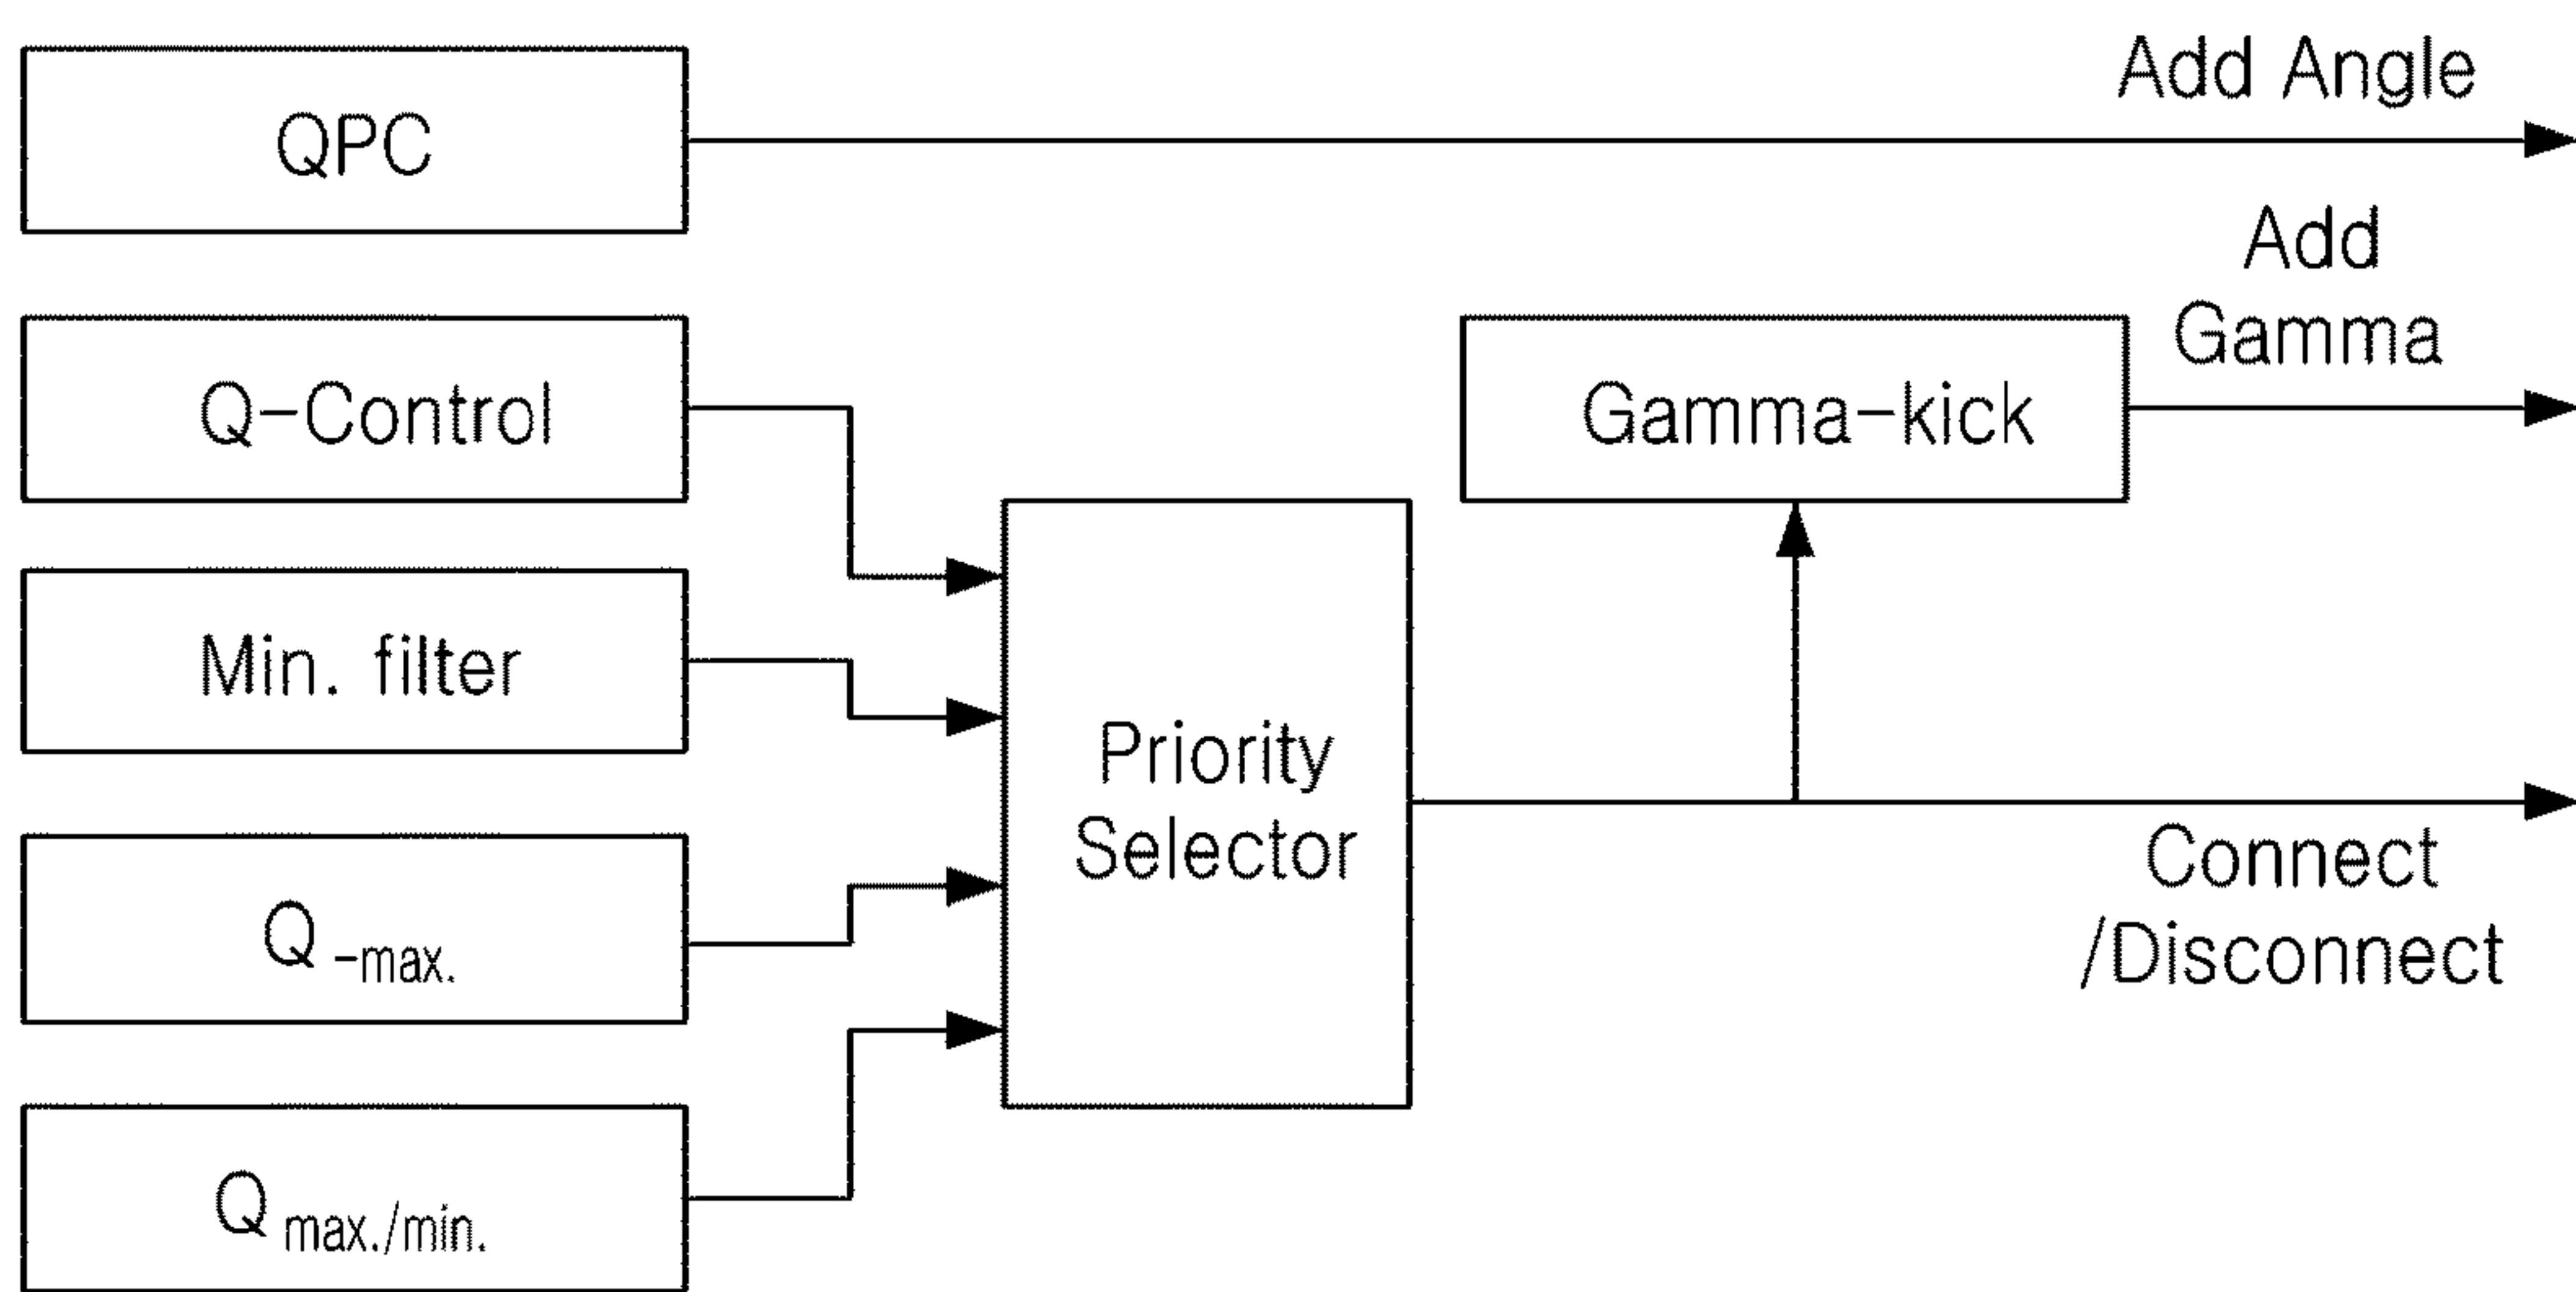 QPC
Add Angle
Q-Control
Gamma-kick
Add
Gamma
Min. filter
Priority
Selector
Q -max.
Connect
/Disconnect
Q max./min.